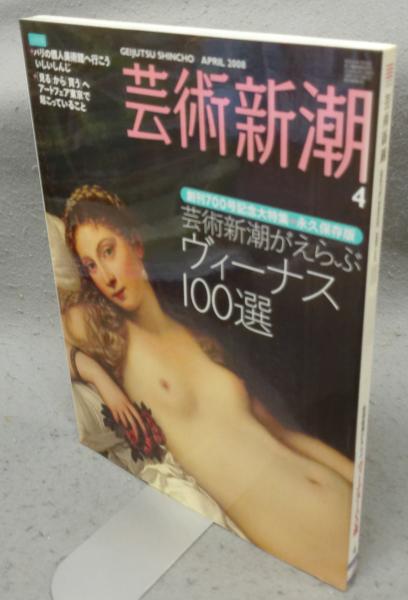 GEIJUTSU SHINCHO APRIL 2008
パリの個人美術館へ行こう
いしいしんじ
「見る」から「買う」へ
アートフェア東京で
起こっていること
芸術新潮
4
創刊700号記念大特集 永久保存版
芸術新潮がえらぶ
ヴィーナス
100選